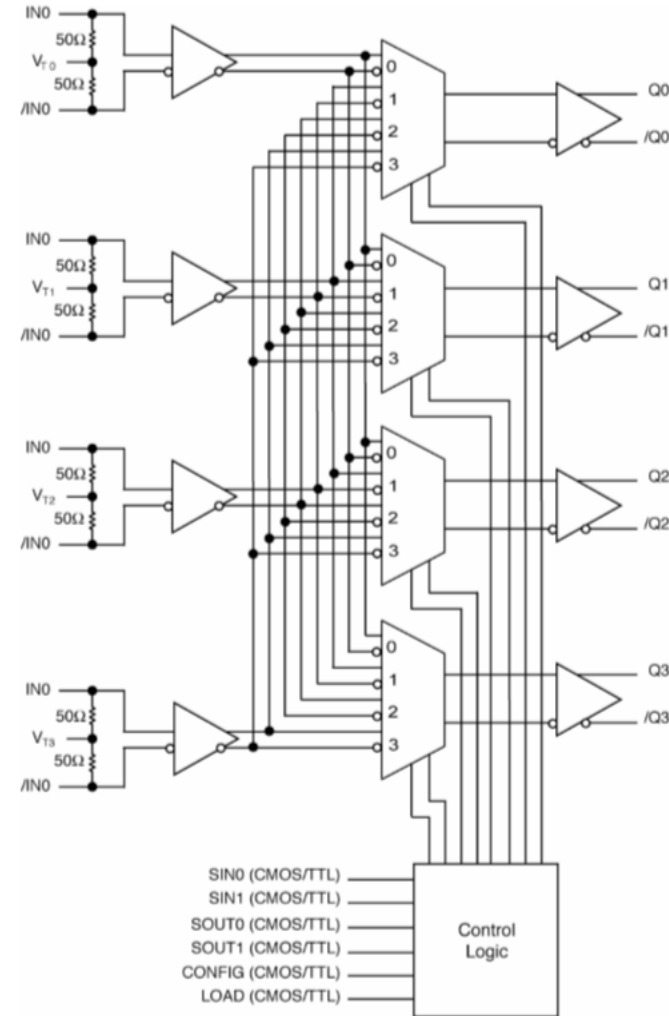 IN0
50Ω
VT0
50Ω
/IN0
0
1
2
3
Q0
/Q0
IN0
50Ω
VT1
50Ω
/IN0
0
1
2
3
Q1
/Q1
IN0
50Ω
VT2
50Ω
/IN0
0
1
2
3
Q2
/Q2
IN0
50Ω
VT3
50Ω
/IN0
0
1
2
3
Q3
/Q3
SIN0 (CMOS/TTL)
SIN1 (CMOS/TTL)
SOUT0 (CMOS/TTL)
SOUT1 (CMOS/TTL)
CONFIG (CMOS/TTL)
LOAD (CMOS/TTL)
Control
Logic